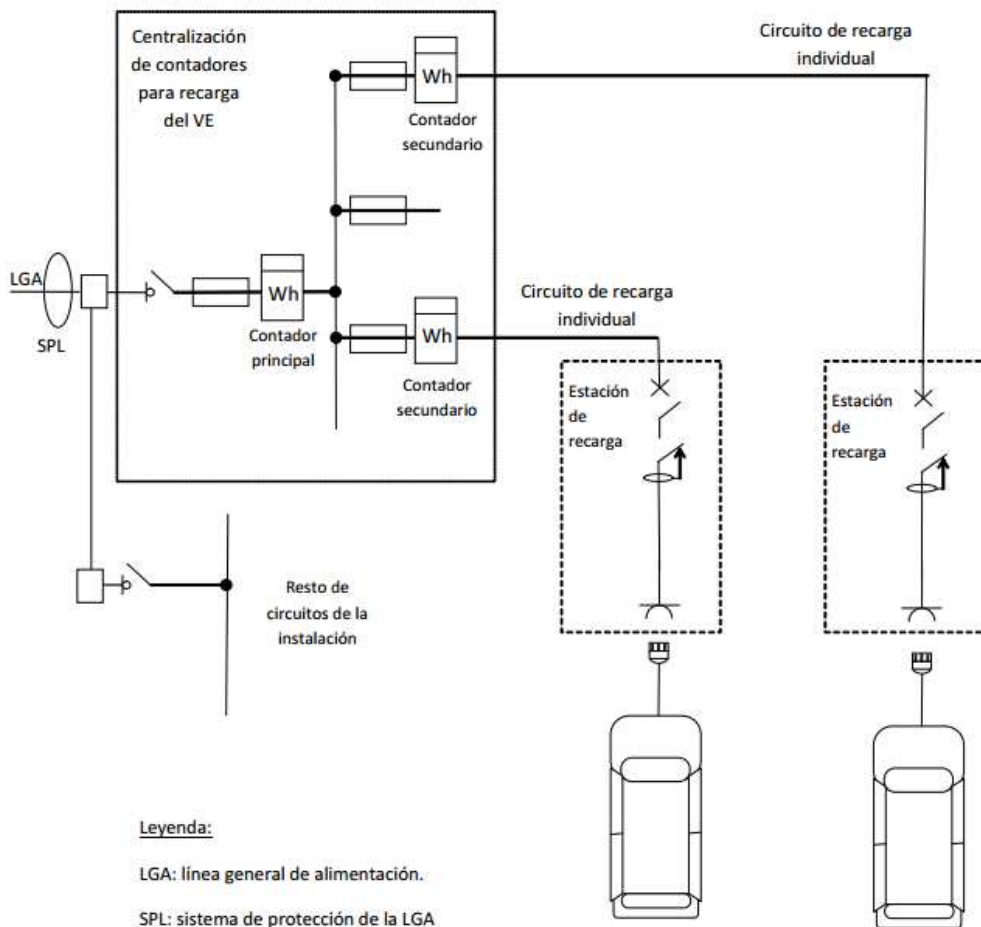 Centralización
de contadores
para recarga
del VE
Wh
Contador
secundario
Circuito de recarga
individual
LGA
SPL
Wh
Contador
principal
Wh
Contador
secundario
Circuito de recarga
individual
Estación
de
recarga
Estación
de
recarga
Resto de
circuitos de la
instalación
Leyenda:
LGA: línea general de alimentación.
SPL: sistema de protección de la LGA